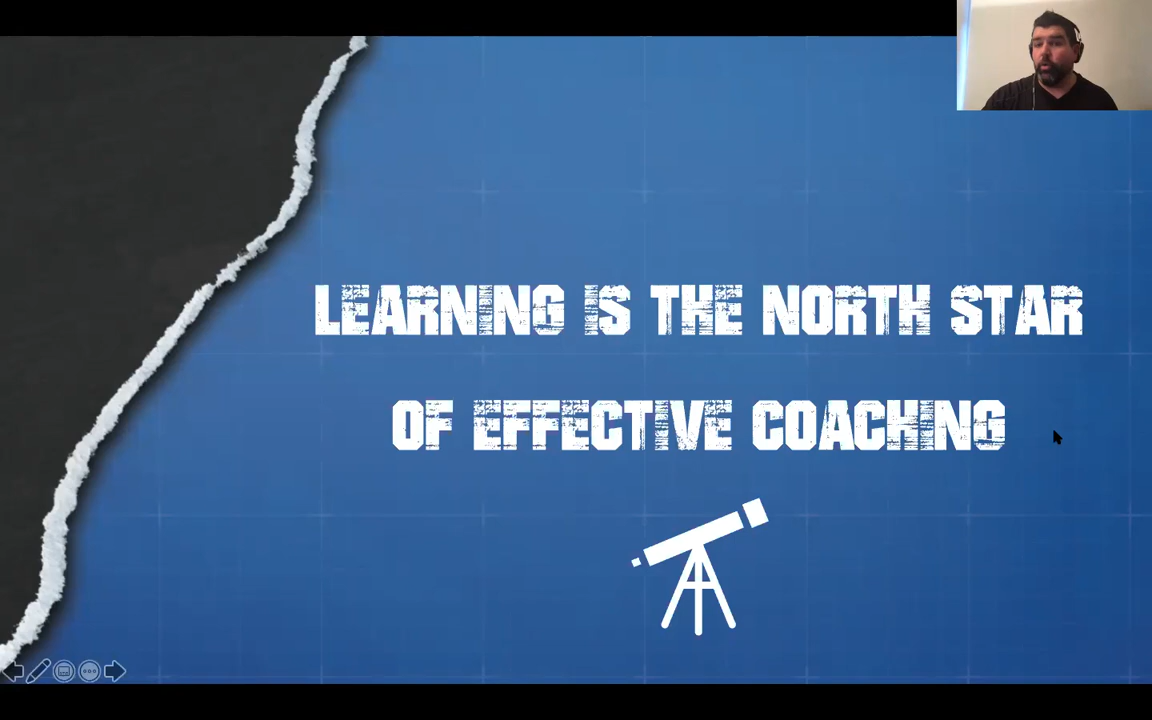 LEARNING IS THE NORTH STAR
OF EFFECTIVE COACHING